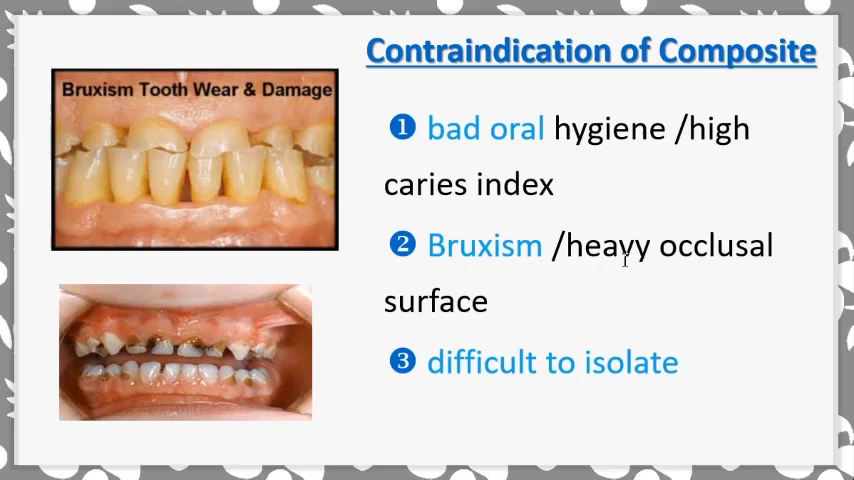 Contraindication of Composite
Bruxism Tooth Wear & Damage
❶ bad oral hygiene /high
caries index
❷ Bruxism /heavy occlusal
surface
❸ difficult to isolate